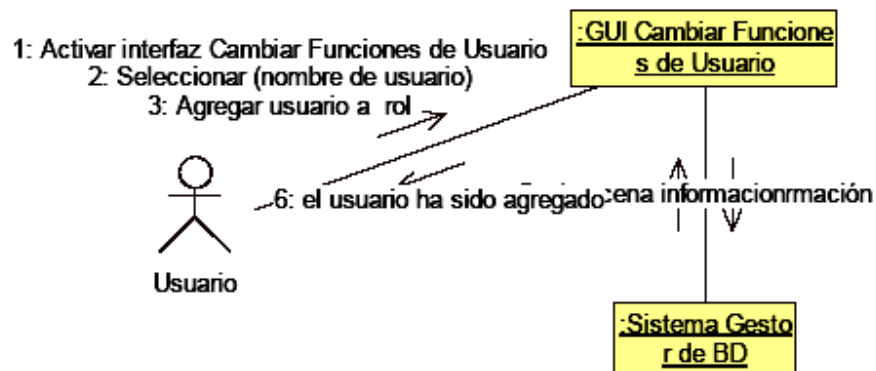 :GUI Cambiar Funcione
s de Usuario
1: Activar interfaz Cambiar Funciones de Usuario
2: Seleccionar (nombre de usuario)
3: Agregar usuario a rol
6: el usuario ha sido agregado
Usuario
:Sistema Gesto
r de BD